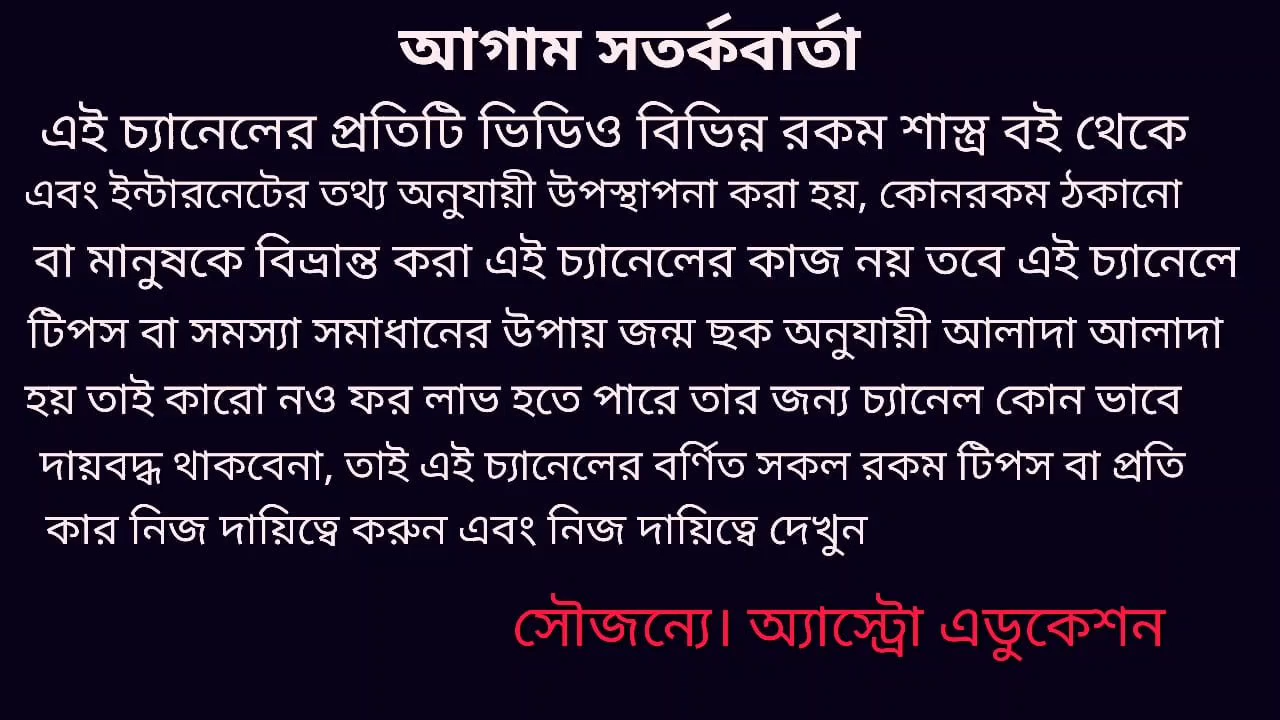 আগাম সতর্কবার্তা
এই চ্যানেলের প্রতিটি ভিডিও বিভিন্ন রকম শাস্ত্র বই থেকে
এবং ইন্টারনেটের তথ্য অনুযায়ী উপস্থাপনা করা হয়, কোনরকম ঠকানো
বা মানুষকে বিভ্রান্ত করা এই চ্যানেলের কাজ নয় তবে এই চ্যানেলে
টিপস বা সমস্যা সমাধানের উপায় জন্ম ছক অনুযায়ী আলাদা আলাদা
হয় তাই কারো নও ফর লাভ হতে পারে তার জন্য চ্যানেল কোন ভাবে
দায়বদ্ধ থাকবেনা, তাই এই চ্যানেলের বর্ণিত সকল রকম টিপস বা প্রতি
কার নিজ দায়িত্বে করুন এবং নিজ দায়িত্বে দেখুন
সৌজন্যে। অ্যাস্ট্রো এডুকেশন